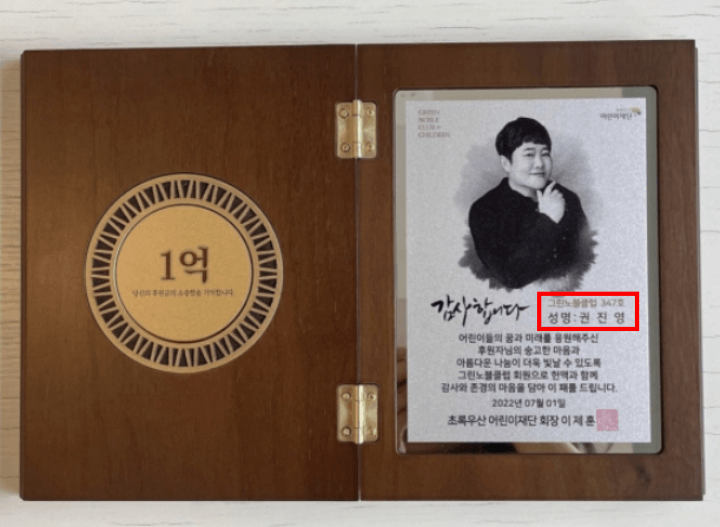 1억
당신의 후원금의 소중함을 기억합니다.
GREEN
NOBLE
CLUB
CHILDREN
어린이재단
감사합니다
그린노블클럽 347호
성명:권진영
어린이들의 꿈과 미래를 응원해주신
후원자님의 숭고한 마음과
아름다운 나눔이 더욱 빛날 수 있도록
그린노블클럽 회원으로 헌액과 함께
감사와 존경의 마음을 담아 이 패를 드립니다.
2022년 07월 01일
초록우산 어린이재단 회장 이 제 훈